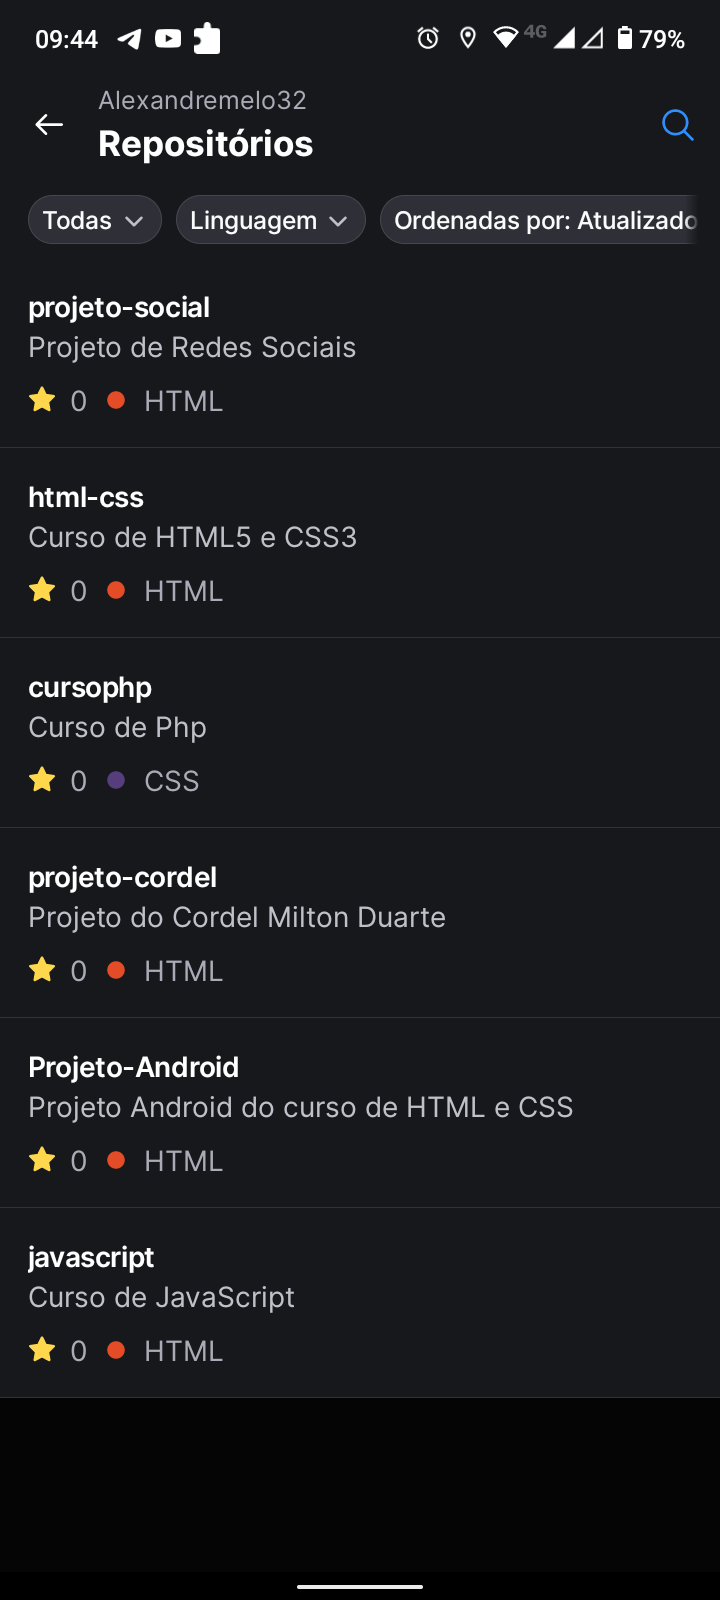 09:44 4G 79%
Alexandremelo32
Repositórios
Todas Linguagem Ordenadas por: Atualizado
projeto-social
Projeto de Redes Sociais
0 HTML
html-css
Curso de HTML5 e CSS3
0 HTML
cursophp
Curso de Php
0 CSS
projeto-cordel
Projeto do Cordel Milton Duarte
0 HTML
Projeto-Android
Projeto Android do curso de HTML e CSS
0 HTML
javascript
Curso de JavaScript
0 HTML